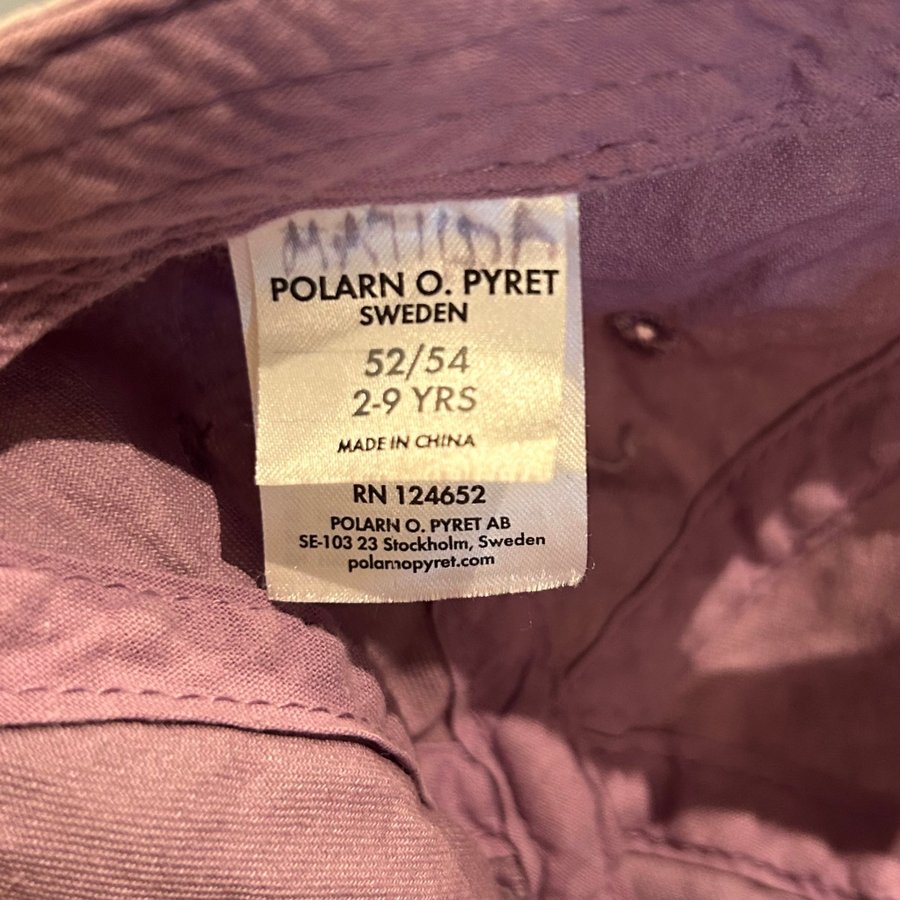 MATILDA
POLARN O. PYRET
SWEDEN
52/54
2-9 YRS
MADE IN CHINA
RN 124652
POLARN O. PYRET AB
SE-103 23 Stockholm, Sweden
polarnopyret.com